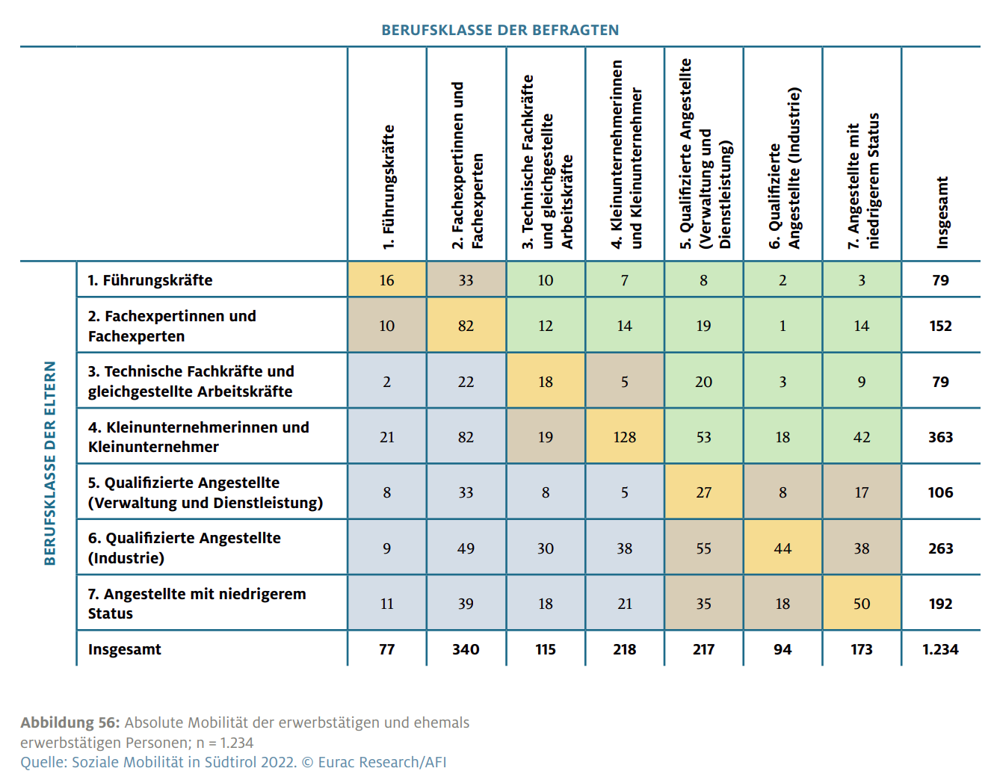 BERUFSKLASSE DER BEFRAGTEN
1. Führungskräfte
2. Fachexpertinnen und
Fachexperten
3. Technische Fachkräfte
und gleichgestellte
Arbeitskräfte
4. Kleinunternehmerinnen
und Kleinunternehmer
5. Qualifizierte Angestellte
(Verwaltung und
Dienstleistung)
6. Qualifizierte
Angestellte (Industrie)
7. Angestellte mit
niedrigerem Status
Insgesamt
BERUFSKLASSE DER ELTERN
1. Führungskräfte 16 33 10 7 8 2 3 79
2. Fachexpertinnen und
Fachexperten 10 82 12 14 19 1 14 152
3. Technische Fachkräfte und
gleichgestellte Arbeitskräfte 2 22 18 5 20 3 9 79
4. Kleinunternehmerinnen und
Kleinunternehmer 21 82 19 128 53 18 42 363
5. Qualifizierte Angestellte
(Verwaltung und Dienstleistung) 8 33 8 5 27 8 17 106
6. Qualifizierte Angestellte
(Industrie) 9 49 30 38 55 44 38 263
7. Angestellte mit niedrigerem
Status 11 39 18 21 35 18 50 192
Insgesamt 77 340 115 218 217 94 173 1.234
Abbildung 56: Absolute Mobilität der erwerbstätigen und ehemals
erwerbstätigen Personen; n = 1.234
Quelle: Soziale Mobilität in Südtirol 2022. © Eurac Research/AFI